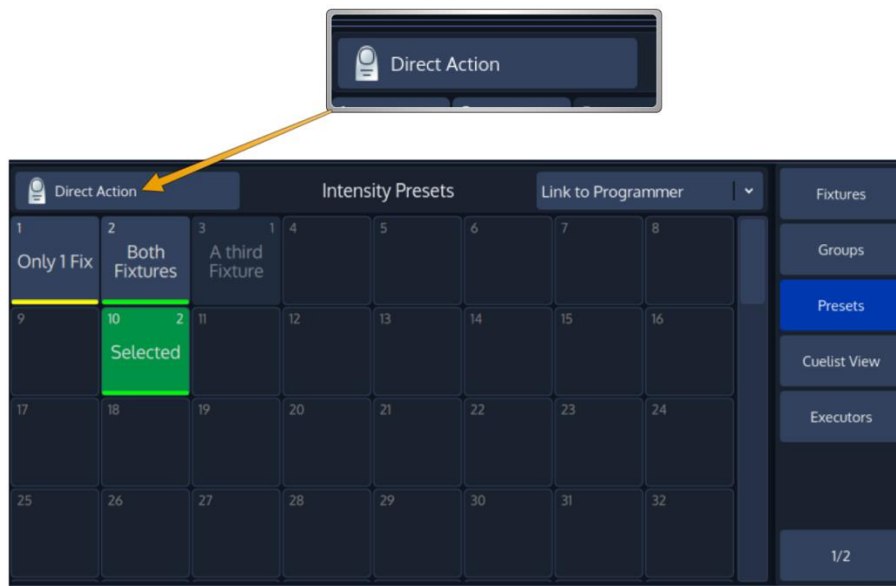 Direct Action
Direct Action
Intensity Presets
Link to Programmer
Fixtures
1
Only 1 Fix
2
Both
Fixtures
3 1
A third
Fixture
4
5
6
7
8
Groups
Presets
9
10 2
Selected
11
12
13
14
15
16
Cuelist View
17
18
19
20
21
22
23
24
Executors
25
26
27
28
29
30
31
32
1/2